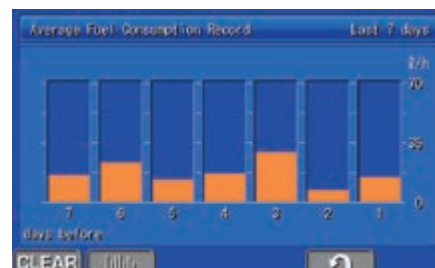 Average Fuel Consumption Record Last 7 days
ℓ/h
70
35
0
7 6 5 4 3 2 1
days before
CLEAR